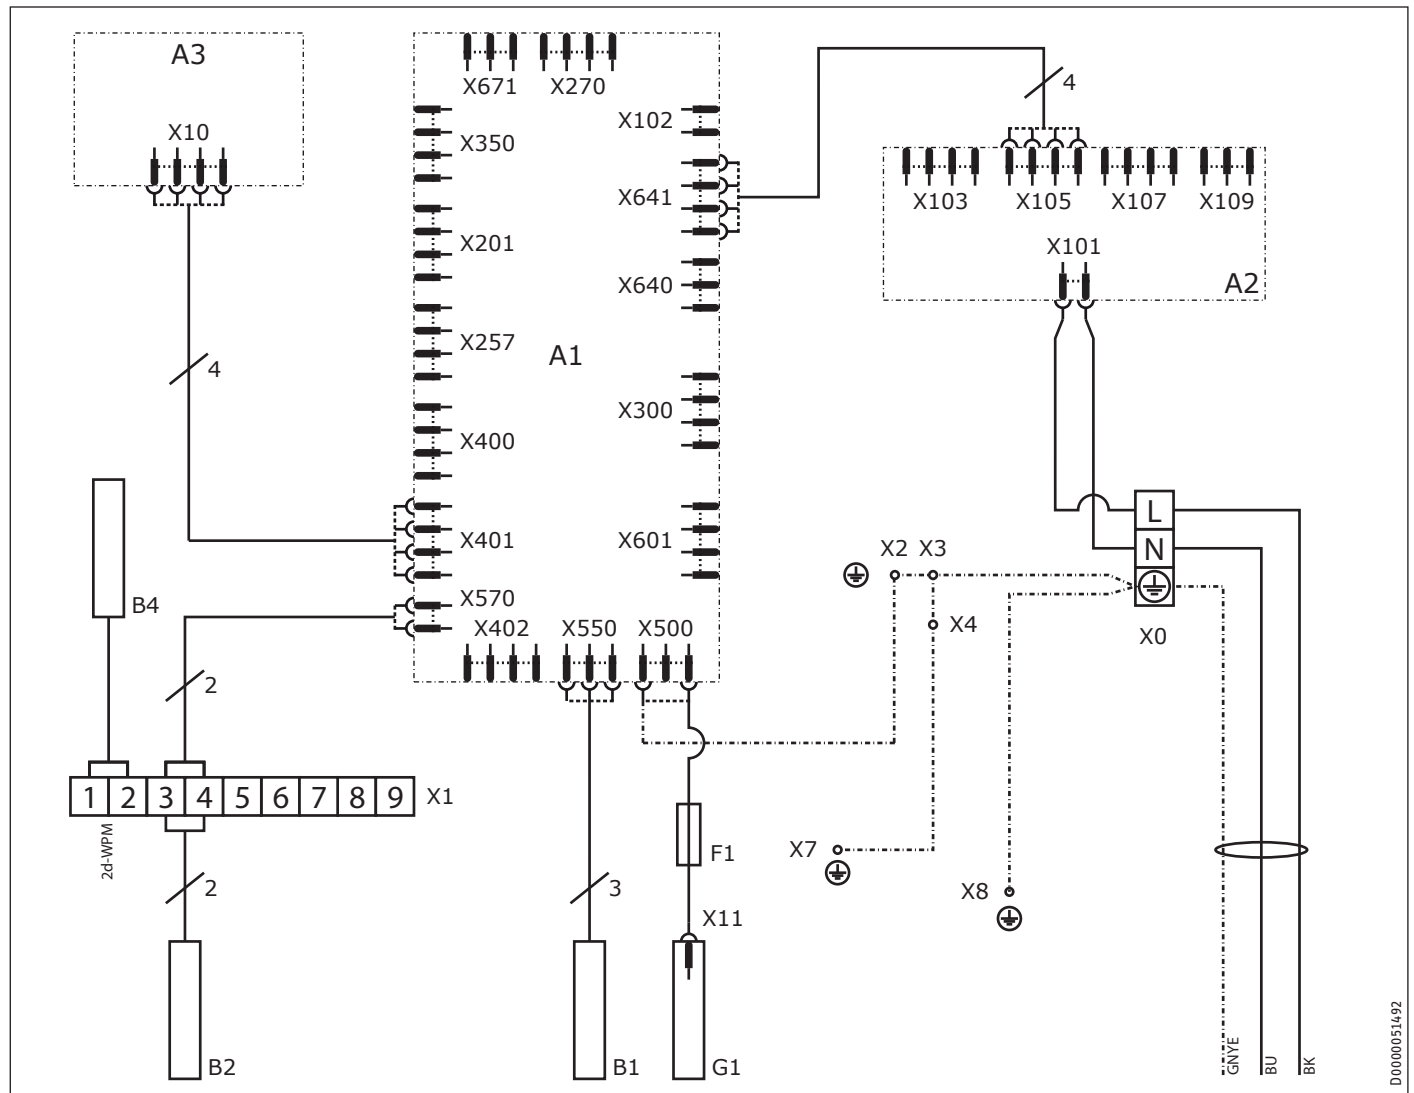 A3
X10
4
X671
X270
X350
X201
X257
X400
X401
X570
X402
X550
X500
X102
X641
X640
X300
X601
A1
4
X103
X105
X107
X109
X101
A2
L
N
X0
X2
X3
X4
X7
X8
B4
2
1 2 3 4 5 6 7 8 9
X1
2d-WPM
2
B2
3
B1
F1
X11
G1
GNYE
BU
BK
D0000051492